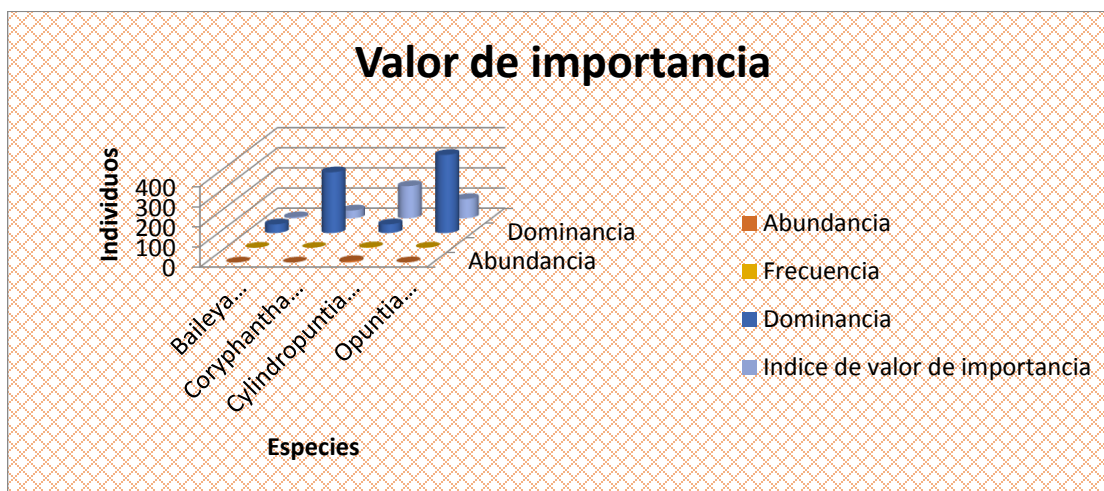 Valor de importancia
Individuos
400
300
200
100
0
Baileya...
Coryphantha...
Cylindropuntia...
Opuntia...
Especies
Dominancia
Abundancia
Abundancia
Frecuencia
Dominancia
Indice de valor de importancia